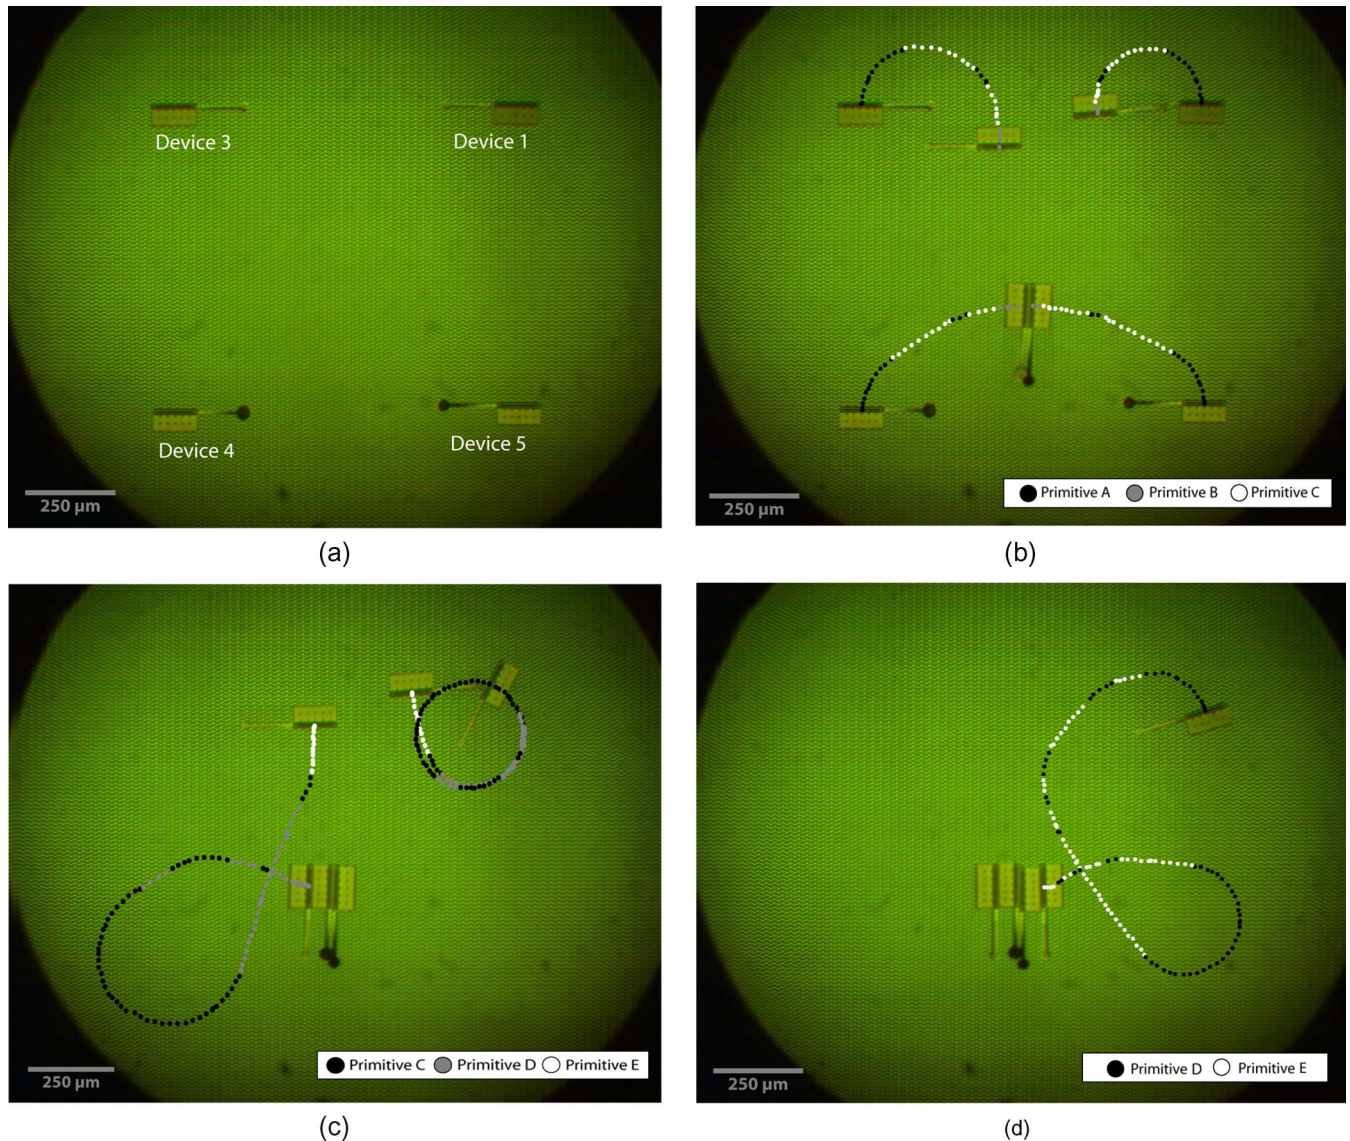 Device 3
Device 1
Device 4
Device 5
250 μm
(a)
250 μm
Primitive A Primitive B Primitive C
(b)
250 μm
Primitive C Primitive D Primitive E
(c)
250 μm
Primitive D Primitive E
(d)